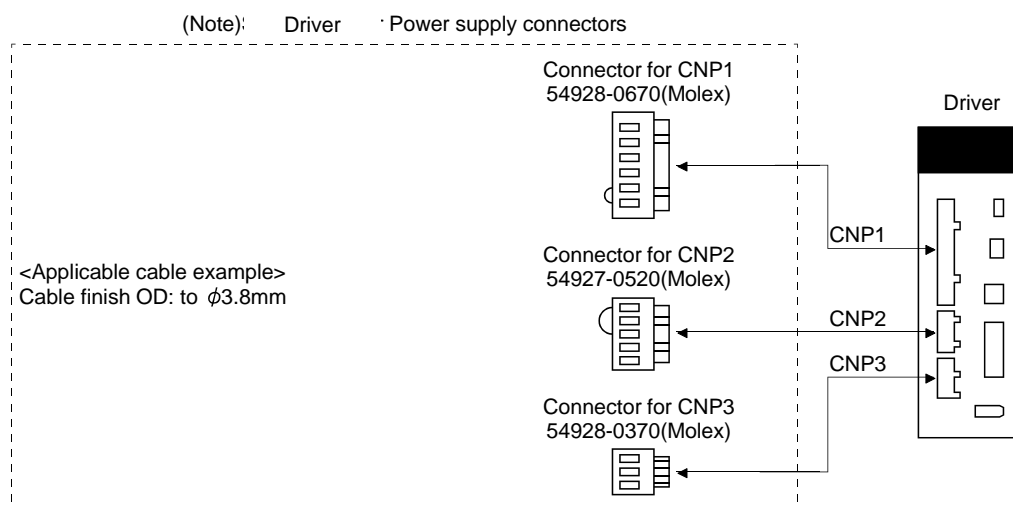 (Note): Driver Power supply connectors
Connector for CNP1
54928-0670(Molex)
Driver
CNP1
<Applicable cable example>
Cable finish OD: to ϕ3.8mm
Connector for CNP2
54927-0520(Molex)
CNP2
CNP3
Connector for CNP3
54928-0370(Molex)